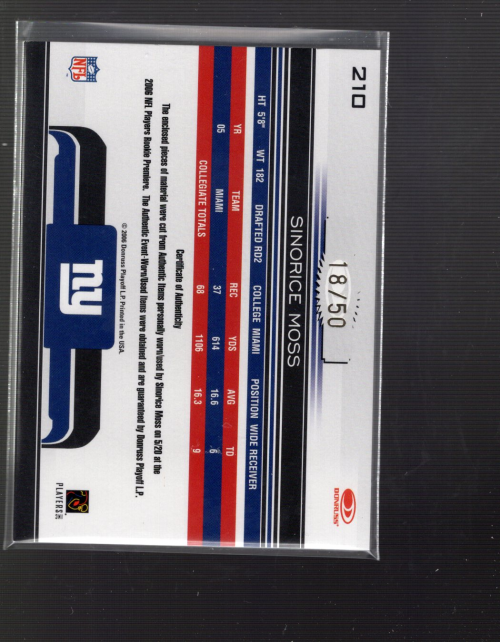 210
DONRUSS
18/50
SINORICE MOSS
HT 5'8" WT 182 DRAFTED RD2 COLLEGE MIAMI POSITION WIDE RECEIVER
YR TEAM REC YDS AVG TD
05 MIAMI 37 614 16.6 6
COLLEGIATE TOTALS 68 1106 16.3 9
Certificate of Authenticity
The enclosed pieces of material were cut from Authentic Items personally worn/used by Sinorice Moss on 5/20 at the
2006 NFL Players Rookie Premiere. The Authentic Event-Worn/Used Items were obtained and are guaranteed by Donruss Playoff L.P.
© 2006 Donruss Playoff L.P. Printed in the USA.
NFL
ny
PLAYERS INC